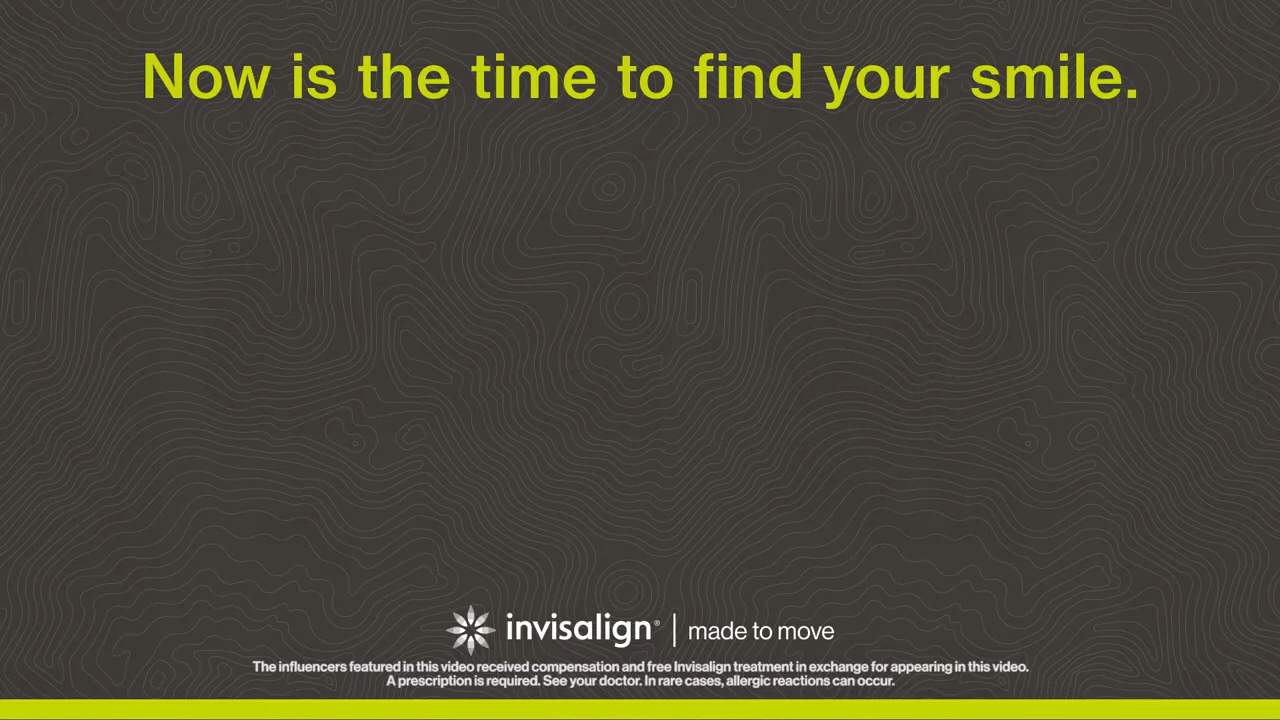 Now is the time to find your smile.
invisalign® | made to move
The influencers featured in this video received compensation and free Invisalign treatment in exchange for appearing in this video.
A prescription is required. See your doctor. In rare cases, allergic reactions can occur.